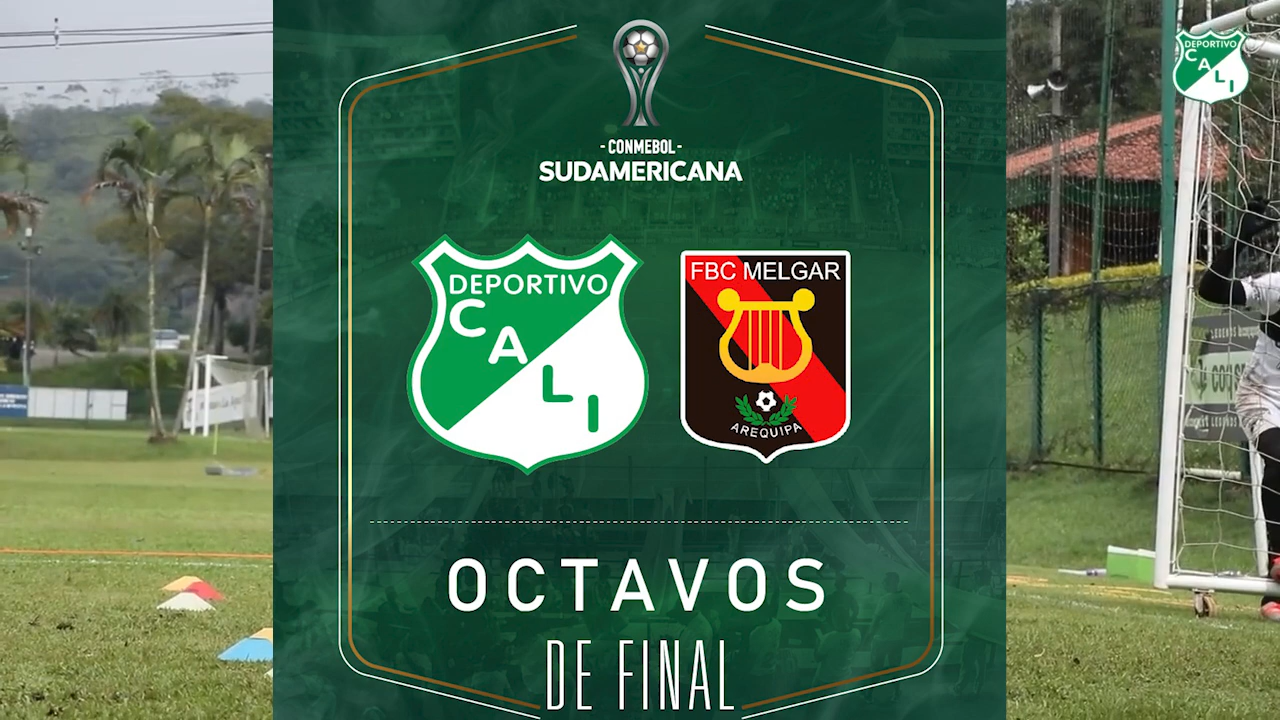 - CONMEBOL -
SUDAMERICANA
DEPORTIVO
CALI
FBC MELGAR
AREQUIPA
OCTAVOS
DE FINAL
DEPORTIVO
CALI